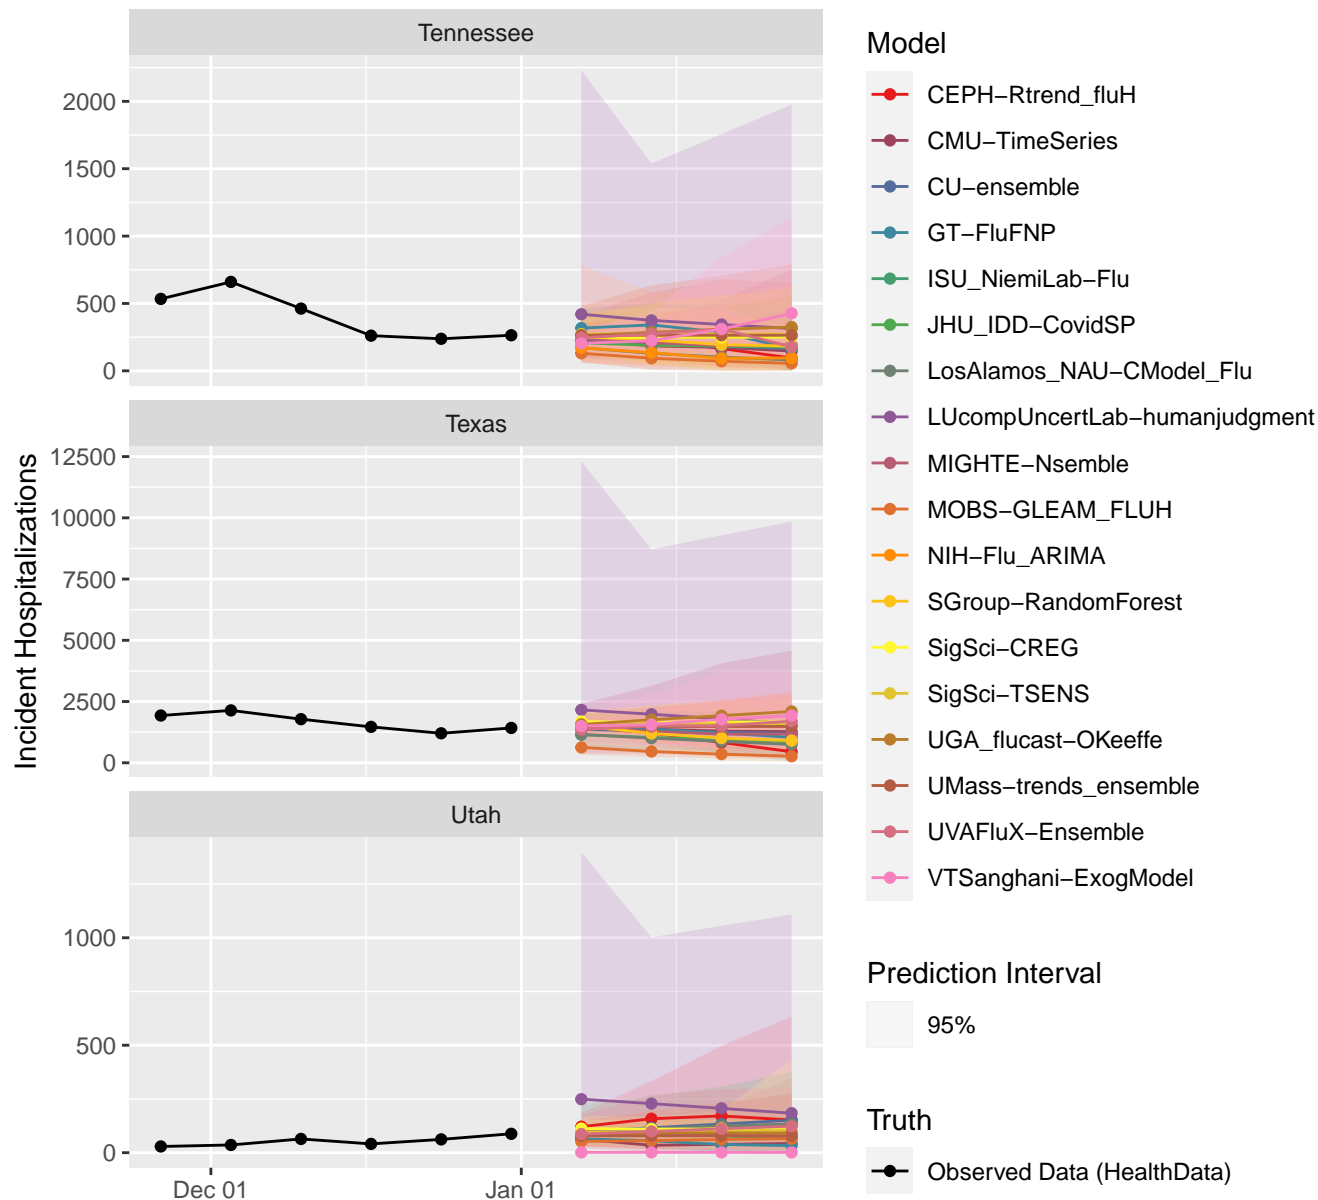 Tennessee
2000
1500
1000
500
0
Texas
12500
10000
7500
5000
2500
0
Utah
1000
500
0
Dec 01
Jan 01
Incident Hospitalizations
Model
CEPH−Rtrend_fluH
CMU−TimeSeries
CU−ensemble
GT−FluFNP
ISU_NiemiLab−Flu
JHU_IDD−CovidSP
LosAlamos_NAU−CModel_Flu
LUcompUncertLab−humanjudgment
MIGHTE−Nsemble
MOBS−GLEAM_FLUH
NIH−Flu_ARIMA
SGroup−RandomForest
SigSci−CREG
SigSci−TSENS
UGA_flucast−OKeeffe
UMass−trends_ensemble
UVAFluX−Ensemble
VTSanghani−ExogModel
Prediction Interval
95%
Truth
Observed Data (HealthData)